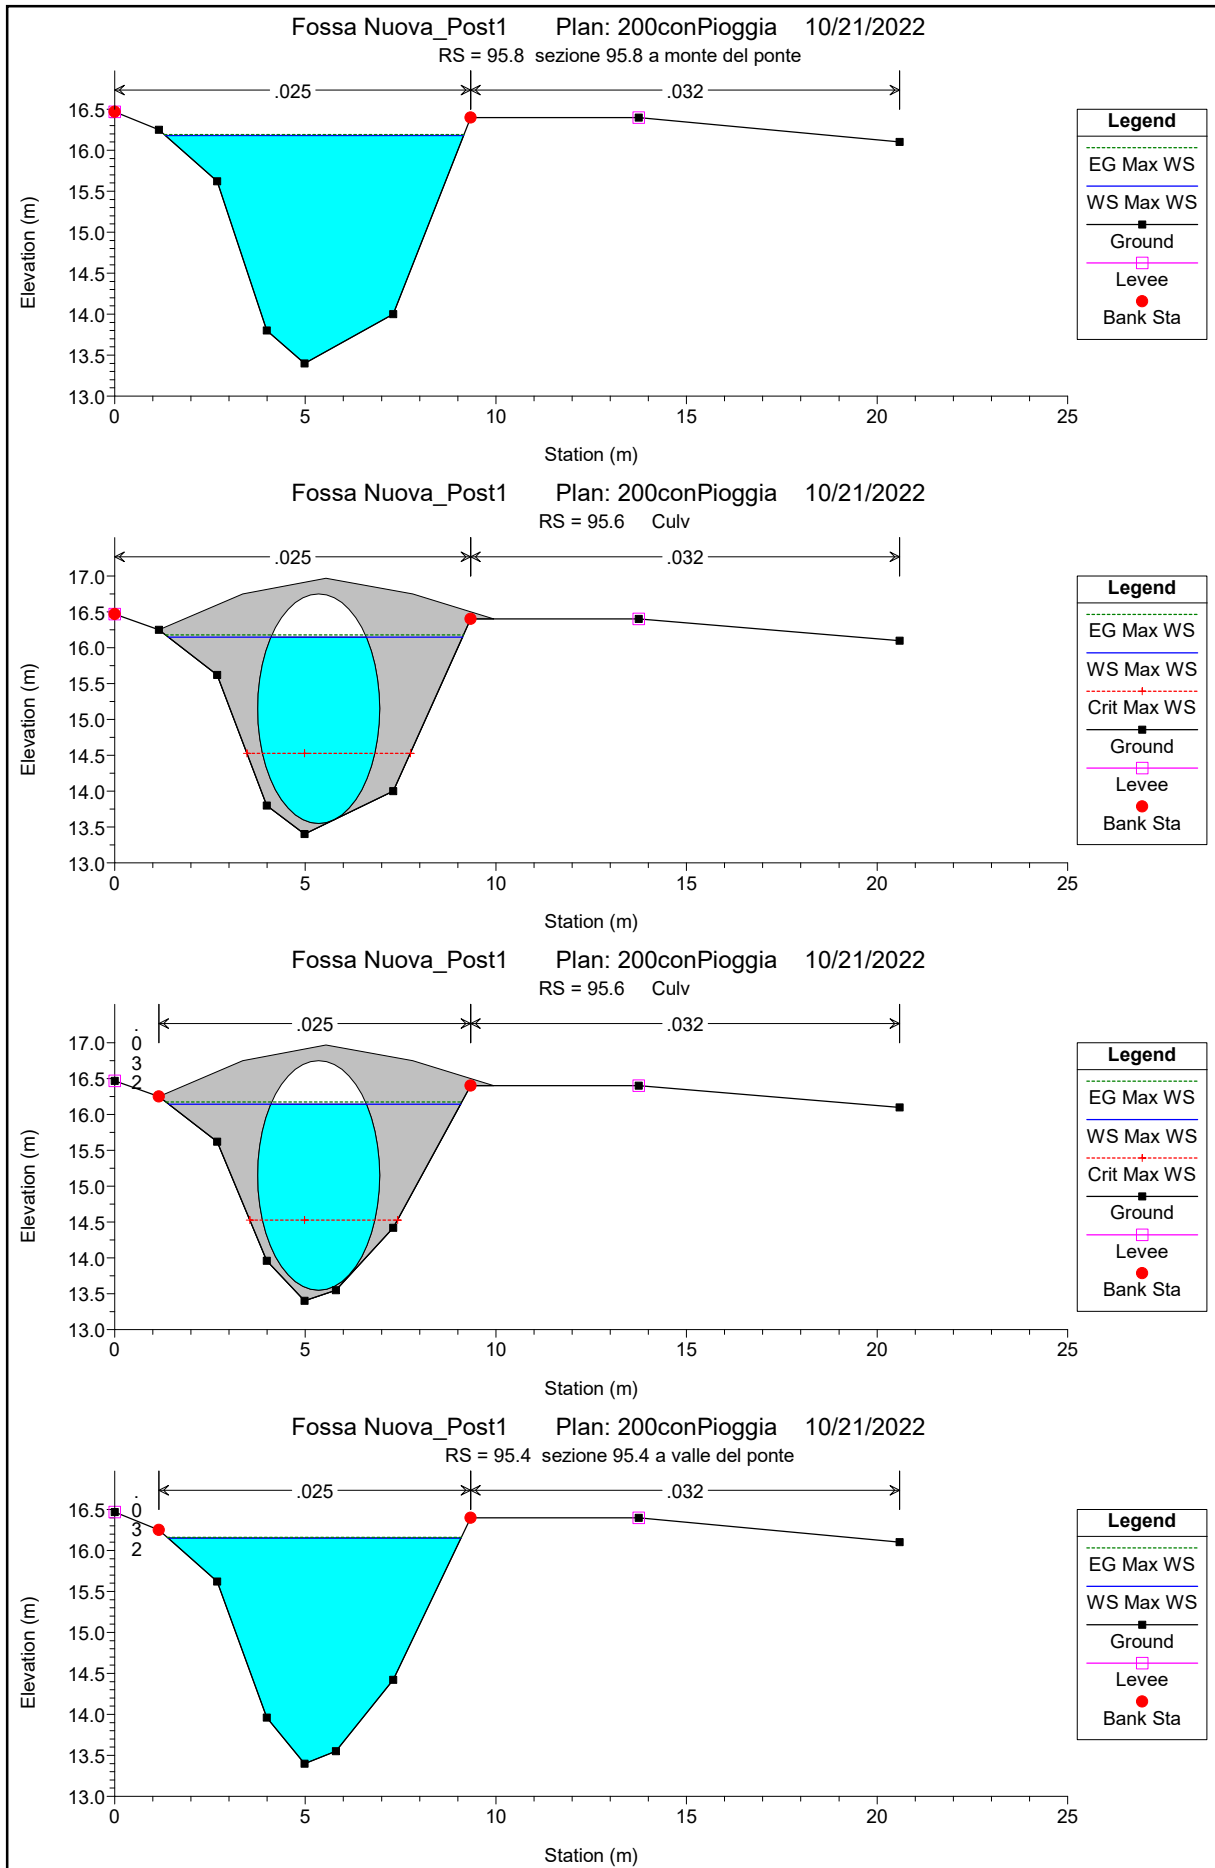 Fossa Nuova_Post1 Plan: 200conPioggia 10/21/2022
RS = 95.8 sezione 95.8 a monte del ponte
.025
.032
16.5
16.0
15.5
15.0
14.5
14.0
13.5
13.0
Elevation (m)
0 5 10 15 20 25
Station (m)
Legend
EG Max WS
WS Max WS
Ground
Levee
Bank Sta
Fossa Nuova_Post1 Plan: 200conPioggia 10/21/2022
RS = 95.6 Culv
.025
.032
17.0
16.5
16.0
15.5
15.0
14.5
14.0
13.5
13.0
Elevation (m)
0 5 10 15 20 25
Station (m)
Legend
EG Max WS
WS Max WS
Crit Max WS
Ground
Levee
Bank Sta
Fossa Nuova_Post1 Plan: 200conPioggia 10/21/2022
RS = 95.6 Culv
.032
.025
.032
17.0
16.5
16.0
15.5
15.0
14.5
14.0
13.5
13.0
Elevation (m)
0 5 10 15 20 25
Station (m)
Legend
EG Max WS
WS Max WS
Crit Max WS
Ground
Levee
Bank Sta
Fossa Nuova_Post1 Plan: 200conPioggia 10/21/2022
RS = 95.4 sezione 95.4 a valle del ponte
.032
.025
.032
16.5
16.0
15.5
15.0
14.5
14.0
13.5
13.0
Elevation (m)
0 5 10 15 20 25
Station (m)
Legend
EG Max WS
WS Max WS
Ground
Levee
Bank Sta